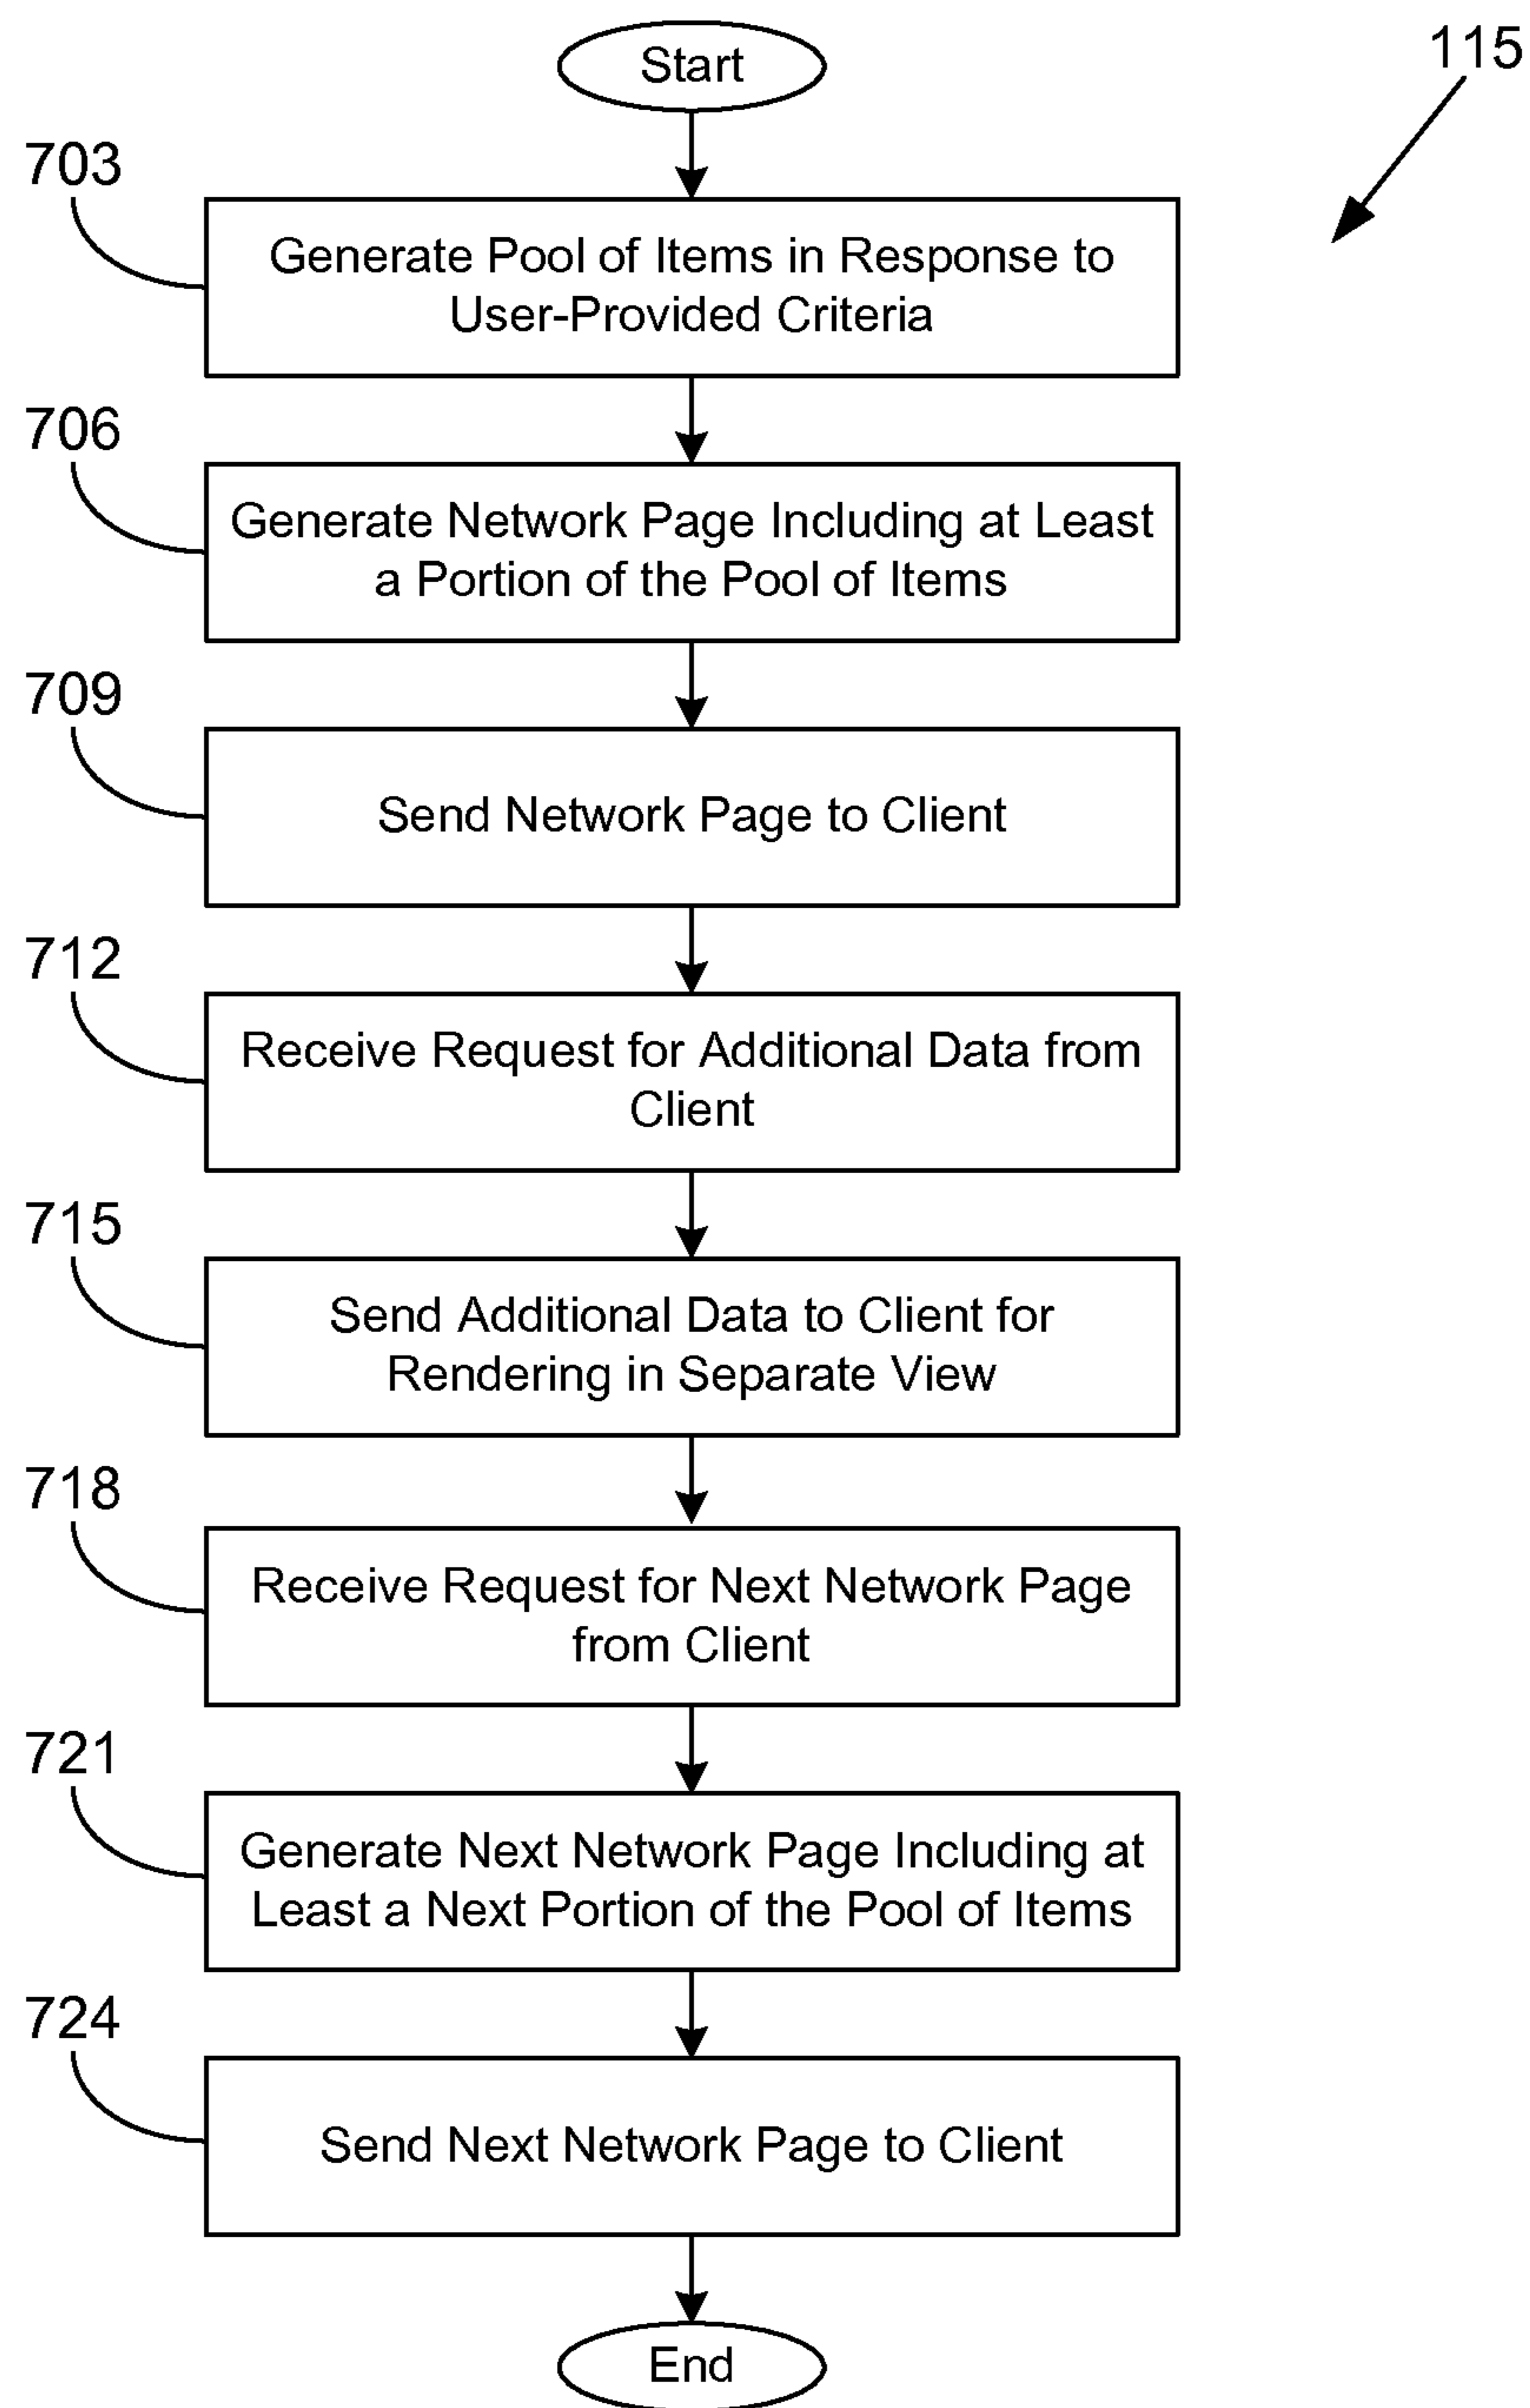 Start
115
703
Generate Pool of Items in Response to
User-Provided Criteria
706
Generate Network Page Including at Least
a Portion of the Pool of Items
709
Send Network Page to Client
712
Receive Request for Additional Data from
Client
715
Send Additional Data to Client for
Rendering in Separate View
718
Receive Request for Next Network Page
from Client
721
Generate Next Network Page Including at
Least a Next Portion of the Pool of Items
724
Send Next Network Page to Client
End